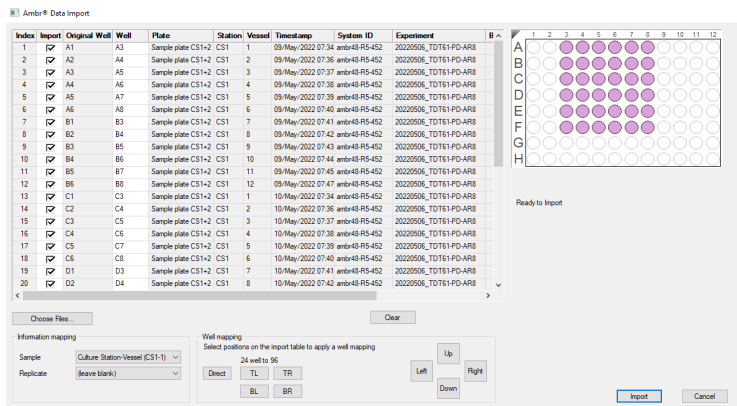 Ambr® Data Import
Index Import Original Well Well Plate Station Vessel Timestamp System ID Experiment B
1 A1 A3 Sample plate CS1+2 CS1 1 09/May/2022 07:34 ambr48-R5-452 20220506_TDT61-PD-AR8
2 A2 A4 Sample plate CS1+2 CS1 2 09/May/2022 07:36 ambr48-R5-452 20220506_TDT61-PD-AR8
3 A3 A5 Sample plate CS1+2 CS1 3 09/May/2022 07:37 ambr48-R5-452 20220506_TDT61-PD-AR8
4 A4 A6 Sample plate CS1+2 CS1 4 09/May/2022 07:38 ambr48-R5-452 20220506_TDT61-PD-AR8
5 A5 A7 Sample plate CS1+2 CS1 5 09/May/2022 07:39 ambr48-R5-452 20220506_TDT61-PD-AR8
6 A6 A8 Sample plate CS1+2 CS1 6 09/May/2022 07:40 ambr48-R5-452 20220506_TDT61-PD-AR8
7 B1 B3 Sample plate CS1+2 CS1 7 09/May/2022 07:41 ambr48-R5-452 20220506_TDT61-PD-AR8
8 B2 B4 Sample plate CS1+2 CS1 8 09/May/2022 07:42 ambr48-R5-452 20220506_TDT61-PD-AR8
9 B3 B5 Sample plate CS1+2 CS1 9 09/May/2022 07:43 ambr48-R5-452 20220506_TDT61-PD-AR8
10 B4 B6 Sample plate CS1+2 CS1 10 09/May/2022 07:44 ambr48-R5-452 20220506_TDT61-PD-AR8
11 B5 B7 Sample plate CS1+2 CS1 11 09/May/2022 07:45 ambr48-R5-452 20220506_TDT61-PD-AR8
12 B6 B8 Sample plate CS1+2 CS1 12 09/May/2022 07:47 ambr48-R5-452 20220506_TDT61-PD-AR8
13 C1 C3 Sample plate CS1+2 CS1 1 10/May/2022 07:34 ambr48-R5-452 20220506_TDT61-PD-AR8
14 C2 C4 Sample plate CS1+2 CS1 2 10/May/2022 07:36 ambr48-R5-452 20220506_TDT61-PD-AR8
15 C3 C5 Sample plate CS1+2 CS1 3 10/May/2022 07:37 ambr48-R5-452 20220506_TDT61-PD-AR8
16 C4 C6 Sample plate CS1+2 CS1 4 10/May/2022 07:38 ambr48-R5-452 20220506_TDT61-PD-AR8
17 C5 C7 Sample plate CS1+2 CS1 5 10/May/2022 07:39 ambr48-R5-452 20220506_TDT61-PD-AR8
18 C6 C8 Sample plate CS1+2 CS1 6 10/May/2022 07:40 ambr48-R5-452 20220506_TDT61-PD-AR8
19 D1 D3 Sample plate CS1+2 CS1 7 10/May/2022 07:41 ambr48-R5-452 20220506_TDT61-PD-AR8
20 D2 D4 Sample plate CS1+2 CS1 8 10/May/2022 07:42 ambr48-R5-452 20220506_TDT61-PD-AR8
1 2 3 4 5 6 7 8 9 10 11 12
A
B
C
D
E
F
G
H
Ready to Import
Choose Files...
Clear
Information mapping
Sample Culture Station-Vessel (CS1-1)
Replicate (leave blank)
Well mapping
Select positions on the import table to apply a well mapping
24 well to 96
Direct TL TR
BL BR
Up
Left Right
Down
Import Cancel